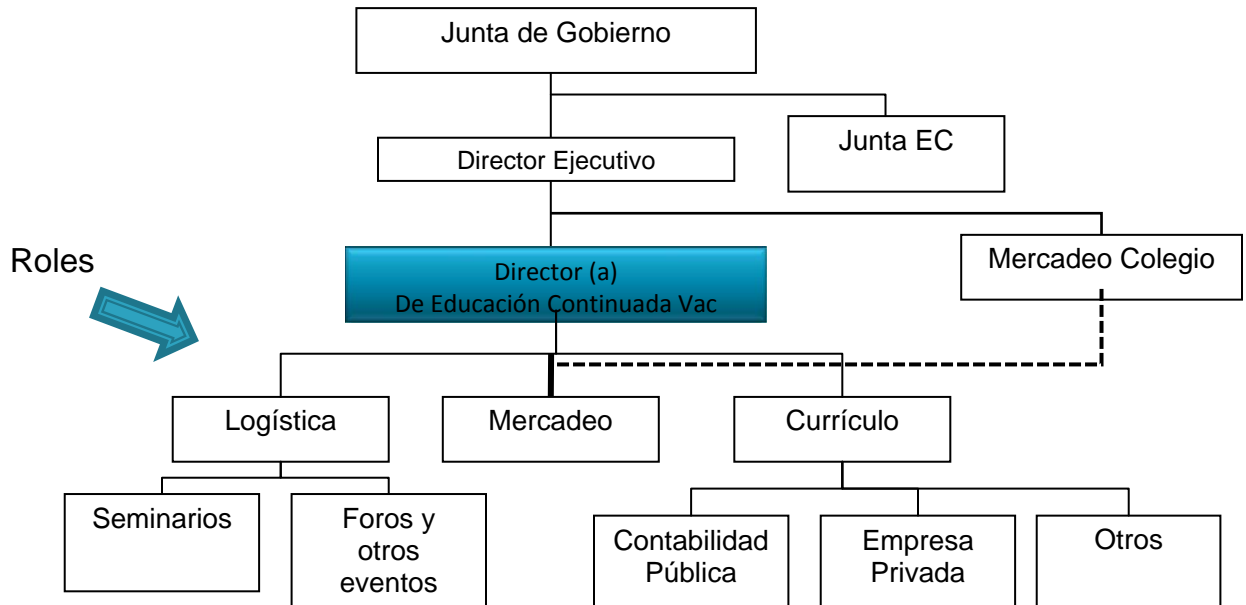 Junta de Gobierno
Junta EC
Director Ejecutivo
Roles
Director (a)
De Educación Continuada Vac
Mercadeo Colegio
Logística
Mercadeo
Currículo
Seminarios
Foros y
otros
eventos
Contabilidad
Pública
Empresa
Privada
Otros